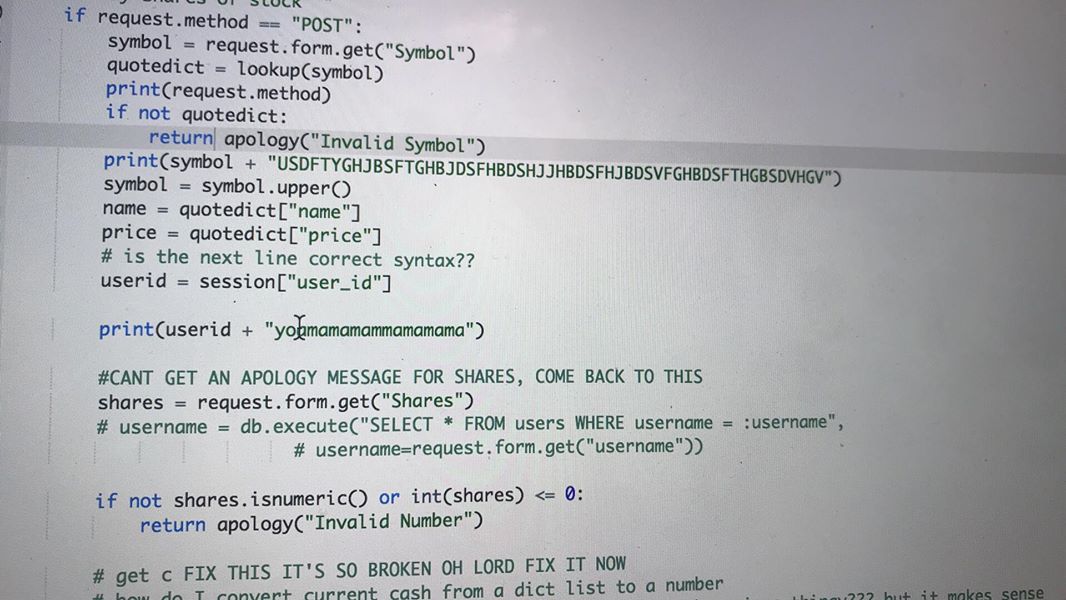 shares of stock
if request.method == "POST":
symbol = request.form.get("Symbol")
quotedict = lookup(symbol)
print(request.method)
if not quotedict:
return apology("Invalid Symbol")
print(symbol + "USDFTYGHJBSFTGHBJDSFHBDSHJJHBDSFHJBDSVFGHBDSFTHGBSDVHGV")
symbol = symbol.upper()
name = quotedict["name"]
price = quotedict["price"]
# is the next line correct syntax??
userid = session["user_id"]
print(userid + "yoamamamammamamama")
#CANT GET AN APOLOGY MESSAGE FOR SHARES, COME BACK TO THIS
shares = request.form.get("Shares")
# username = db.execute("SELECT * FROM users WHERE username = :username",
# username=request.form.get("username"))
if not shares.isnumeric() or int(shares) <= 0:
return apology("Invalid Number")
# get c FIX THIS IT'S SO BROKEN OH LORD FIX IT NOW
# how do I convert current cash from a dict list to a number
but it makes sense